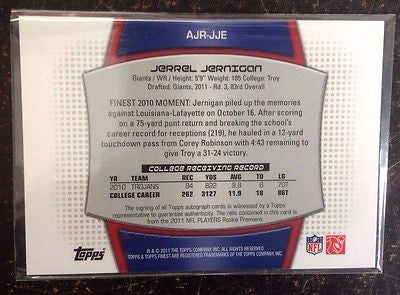 AJR-JJE
JERREL JERNIGAN
Giants / WR / Height: 5'9" Weight: 185 College: Troy
Drafted: Giants, 2011 - Rd. 3, 83rd Overall
FINEST 2010 MOMENT: Jernigan piled up the memories
against Louisiana-Lafayette on October 16. After scoring
on a 75-yard punt return and breaking the school's
career record for receptions (219), he hauled in a 12-yard
touchdown pass from Corey Robinson with 4:43 remaining to
give Troy a 31-24 victory.
COLLEGE RECEIVING RECORD
YR TEAM REC YDS AVG TD LG
2010 TROJANS 84 822 9.8 6 70T
COLLEGE CAREER 262 3127 11.9 18 86T
The signing of all Topps autograph cards is witnessed by a Topps
representative to guarantee authenticity. The relic contained in this card is
from the 2011 NFL PLAYERS Rookie Premiere.
Topps
NFL
® & © 2011 THE TOPPS COMPANY, INC. ALL RIGHTS RESERVED.
TOPPS & TOPPS FINEST ARE REGISTERED TRADEMARKS OF THE TOPPS COMPANY, INC.